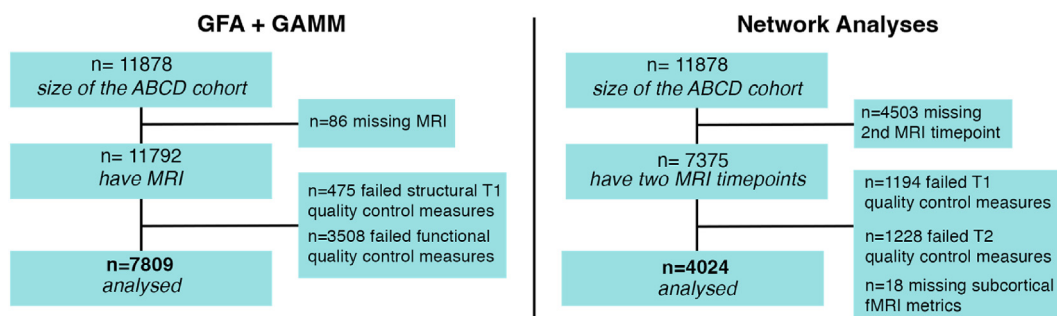 GFA + GAMM
n= 11878
size of the ABCD cohort
n=86 missing MRI
n= 11792
have MRI
n=475 failed structural T1
quality control measures
n=3508 failed functional
quality control measures
n=7809
analysed
Network Analyses
n= 11878
size of the ABCD cohort
n=4503 missing
2nd MRI timepoint
n= 7375
have two MRI timepoints
n=1194 failed T1
quality control measures
n=1228 failed T2
quality control measures
n=18 missing subcortical
fMRI metrics
n=4024
analysed